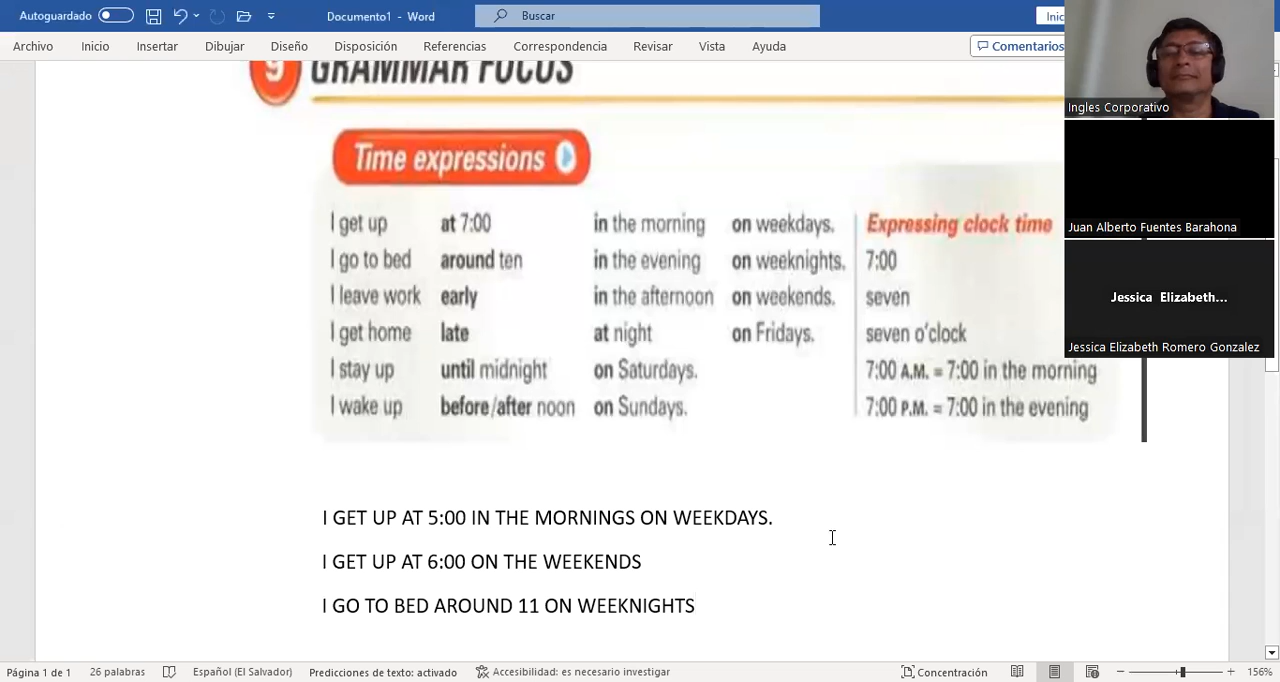 Autoguardado
Documento1 - Word
Buscar
Inic
Archivo Inicio Insertar Dibujar Diseño Disposición Referencias Correspondencia Revisar Vista Ayuda
Comentarios
9 GRAMMAR FOCUS
Time expressions
I get up at 7:00 in the morning on weekdays.
I go to bed around ten in the evening on weeknights.
I leave work early in the afternoon on weekends.
I get home late at night on Fridays.
I stay up until midnight on Saturdays.
I wake up before/after noon on Sundays.
Expressing clock time
7:00
seven
seven o'clock
7:00 A.M. = 7:00 in the morning
7:00 P.M. = 7:00 in the evening
I GET UP AT 5:00 IN THE MORNINGS ON WEEKDAYS.
I GET UP AT 6:00 ON THE WEEKENDS
I GO TO BED AROUND 11 ON WEEKNIGHTS
Ingles Corporativo
Juan Alberto Fuentes Barahona
Jessica Elizabeth...
Jessica Elizabeth Romero Gonzalez
Página 1 de 1 26 palabras Español (El Salvador) Predicciones de texto: activado Accesibilidad: es necesario investigar Concentración 156%